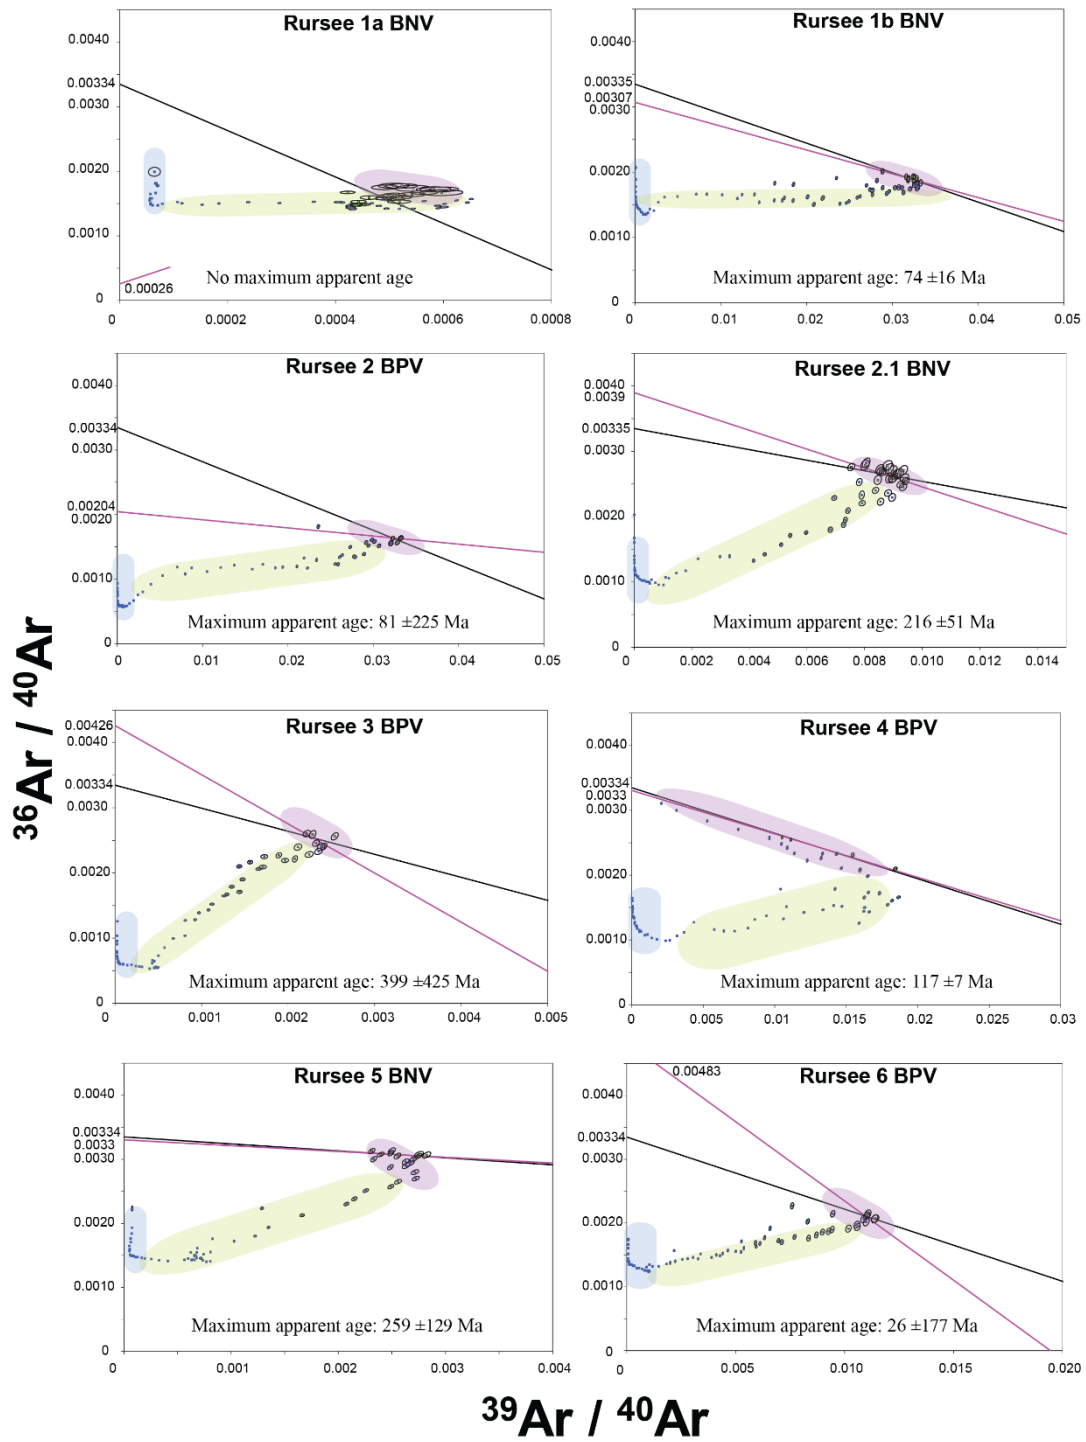 Rursee 1a BNV
0.0040
0.00334
0.0030
0.0020
0.0010
0
0.00026
No maximum apparent age
0 0.0002 0.0004 0.0006 0.0008
Rursee 1b BNV
0.0040
0.00335
0.00307
0.0030
0.0020
0.0010
0
Maximum apparent age: 74 ±16 Ma
0 0.01 0.02 0.03 0.04 0.05
Rursee 2 BPV
0.0040
0.00334
0.0030
0.00204
0.0020
0.0010
0
Maximum apparent age: 81 ±225 Ma
0 0.01 0.02 0.03 0.04 0.05
Rursee 2.1 BNV
0.0040
0.0039
0.00335
0.0030
0.0020
0.0010
0
Maximum apparent age: 216 ±51 Ma
0 0.002 0.004 0.006 0.008 0.010 0.014
Rursee 3 BPV
0.00426
0.0040
0.00334
0.0030
0.0020
0.0010
0
Maximum apparent age: 399 ±425 Ma
0 0.001 0.002 0.003 0.004 0.005
Rursee 4 BPV
0.0040
0.00334
0.0033
0.0030
0.0020
0.0010
0
Maximum apparent age: 117 ±7 Ma
0 0.005 0.01 0.015 0.02 0.025 0.03
Rursee 5 BNV
0.0040
0.00334
0.0033
0.0030
0.0020
0.0010
0
Maximum apparent age: 259 ±129 Ma
0 0.001 0.002 0.003 0.004
Rursee 6 BPV
0.00483
0.0040
0.00334
0.0030
0.0020
0.0010
0
Maximum apparent age: 26 ±177 Ma
0 0.005 0.010 0.015 0.020
³⁶Ar / ⁴⁰Ar
³⁹Ar / ⁴⁰Ar